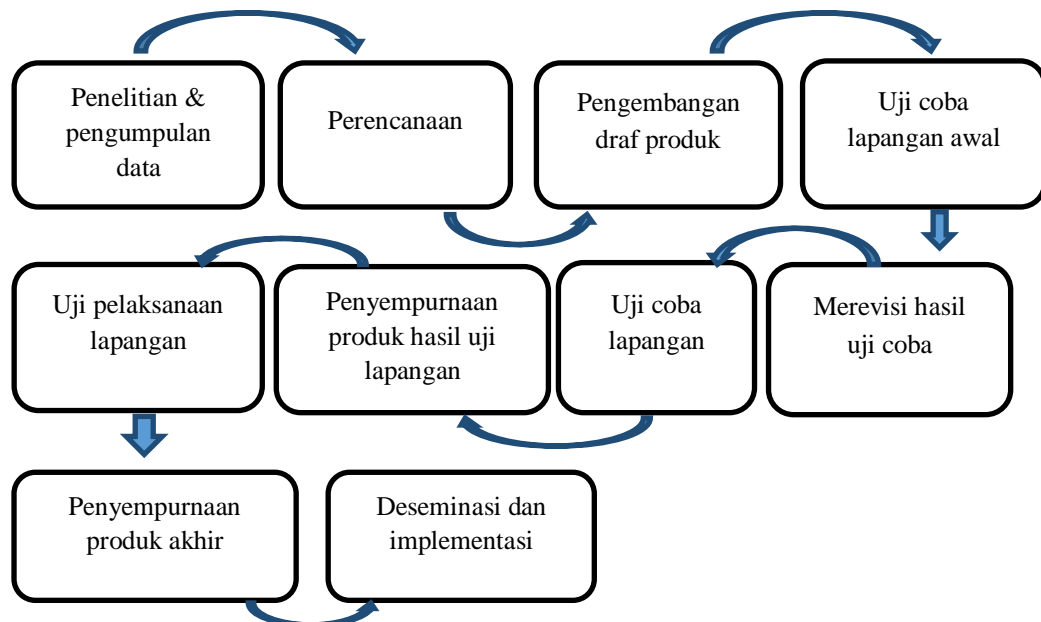 Penelitian &
pengumpulan
data
Perencanaan
Pengembangan
draf produk
Uji coba
lapangan awal
Uji pelaksanaan
lapangan
Penyempurnaan
produk hasil uji
lapangan
Uji coba
lapangan
Merevisi hasil
uji coba
Penyempurnaan
produk akhir
Deseminasi dan
implementasi